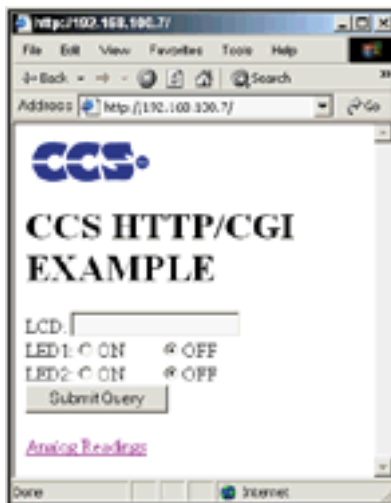 http://192.168.100.7/
File Edit View Favorites Tools Help
Back Search
Address http://192.168.100.7/ Go
CCS
CCS HTTP/CGI
EXAMPLE
LCD:
LED1: ON OFF
LED2: ON OFF
Submit Query
Analog Readings
Done Internet